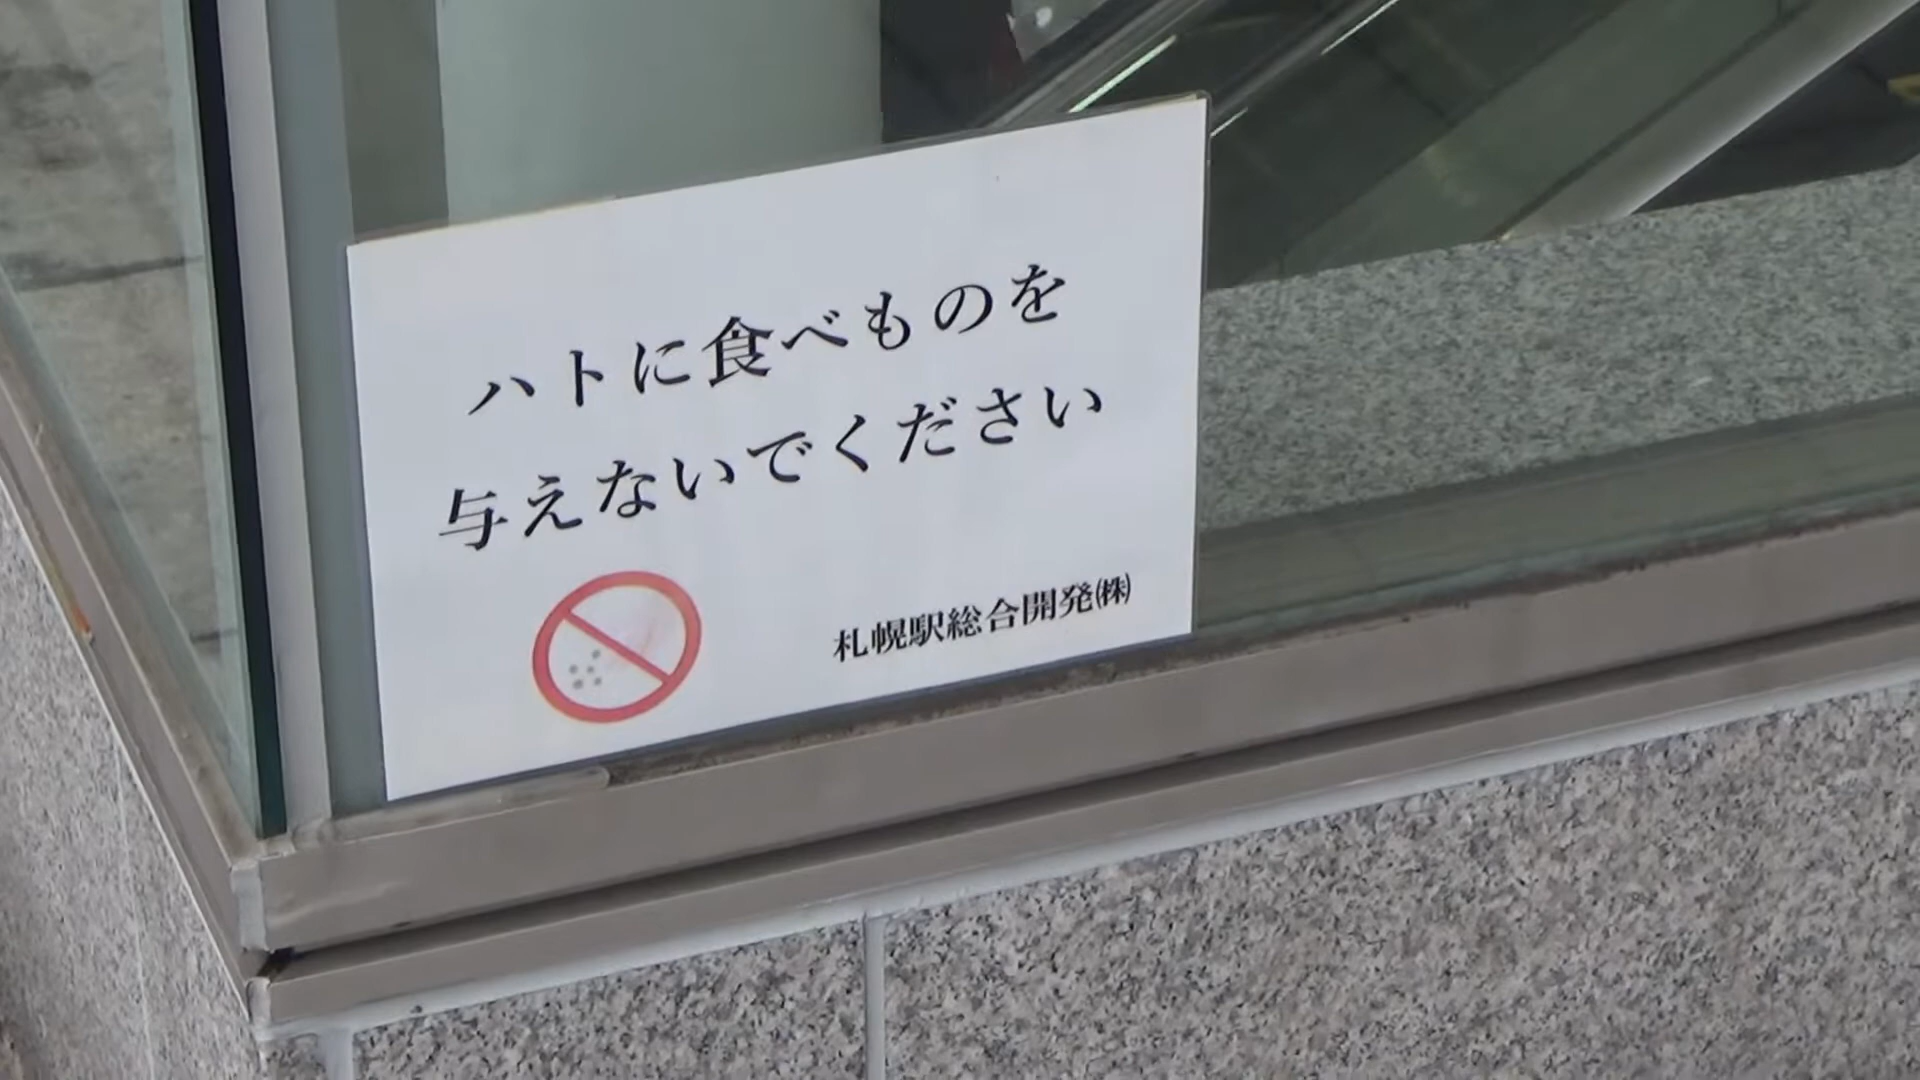 ハトに食べものを
与えないでください
札幌駅総合開発㈱